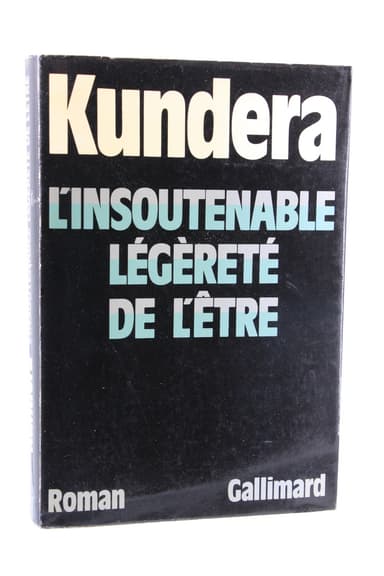 Kundera
L'INSOUTENABLE
LÉGÈRETÉ
DE L'ÊTRE
Roman Gallimard